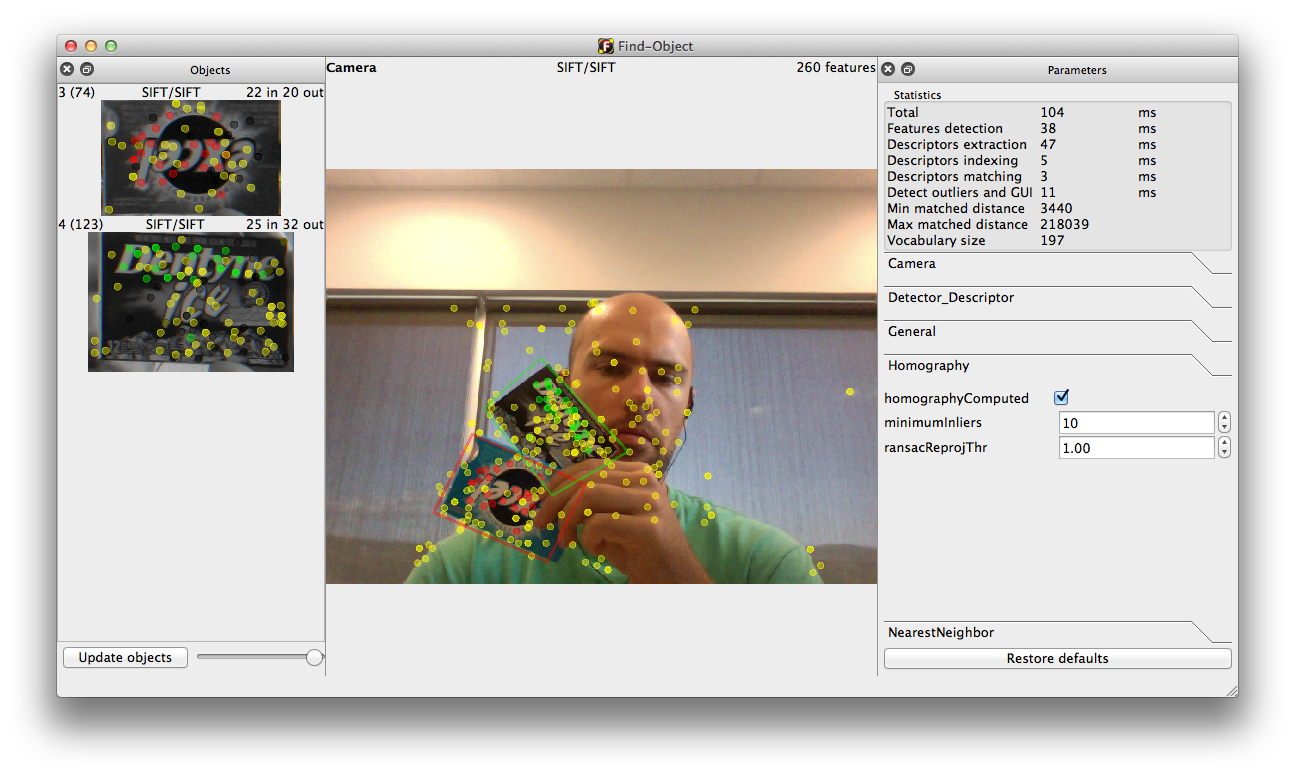 Find-Object
Objects
3 (74) SIFT/SIFT 22 in 20 out
4 (123) SIFT/SIFT 25 in 32 out
Dentyne
ice
12
Update objects
Camera SIFT/SIFT 260 features
Parameters
Statistics
Total 104 ms
Features detection 38 ms
Descriptors extraction 47 ms
Descriptors indexing 5 ms
Descriptors matching 3 ms
Detect outliers and GUI 11 ms
Min matched distance 3440
Max matched distance 218039
Vocabulary size 197
Camera
Detector_Descriptor
General
Homography
homographyComputed
minimumInliers 10
ransacReprojThr 1.00
NearestNeighbor
Restore defaults